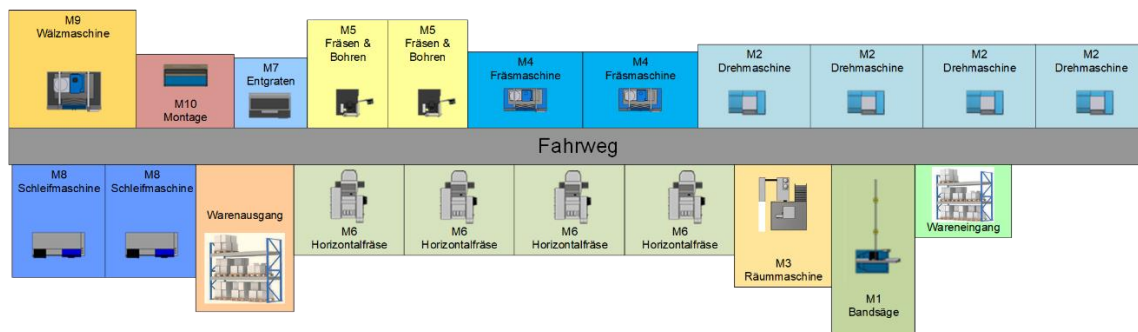 M9
Wälzmaschine
M10
Montage
M7
Entgraten
M5
Fräsen &
Bohren
M5
Fräsen &
Bohren
M4
Fräsmaschine
M4
Fräsmaschine
M2
Drehmaschine
M2
Drehmaschine
M2
Drehmaschine
M2
Drehmaschine
Fahrweg
M8
Schleifmaschine
M8
Schleifmaschine
Warenausgang
M6
Horizontalfräse
M6
Horizontalfräse
M6
Horizontalfräse
M6
Horizontalfräse
M3
Räummaschine
M1
Bandsäge
Wareneingang